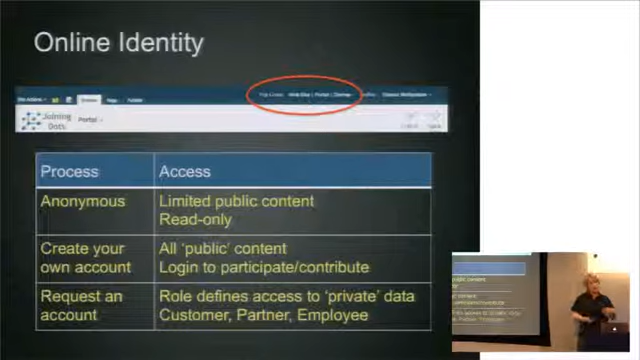 Online Identity
Joining
Dots
Portal
Process Access
Anonymous Limited public content
Read-only
Create your All 'public' content
own account Login to participate/contribute
Request an Role defines access to 'private' data
account Customer, Partner, Employee